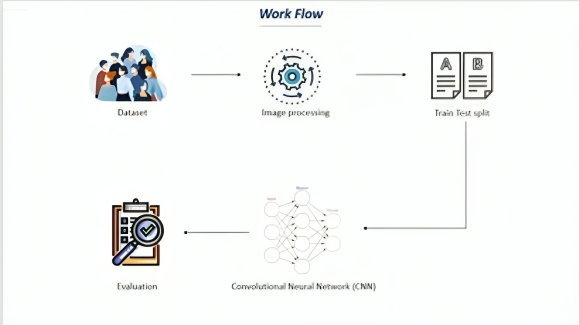 Work Flow
Dataset
Image processing
A B
Train Test split
Evaluation
Convolutional Neural Network (CNN)